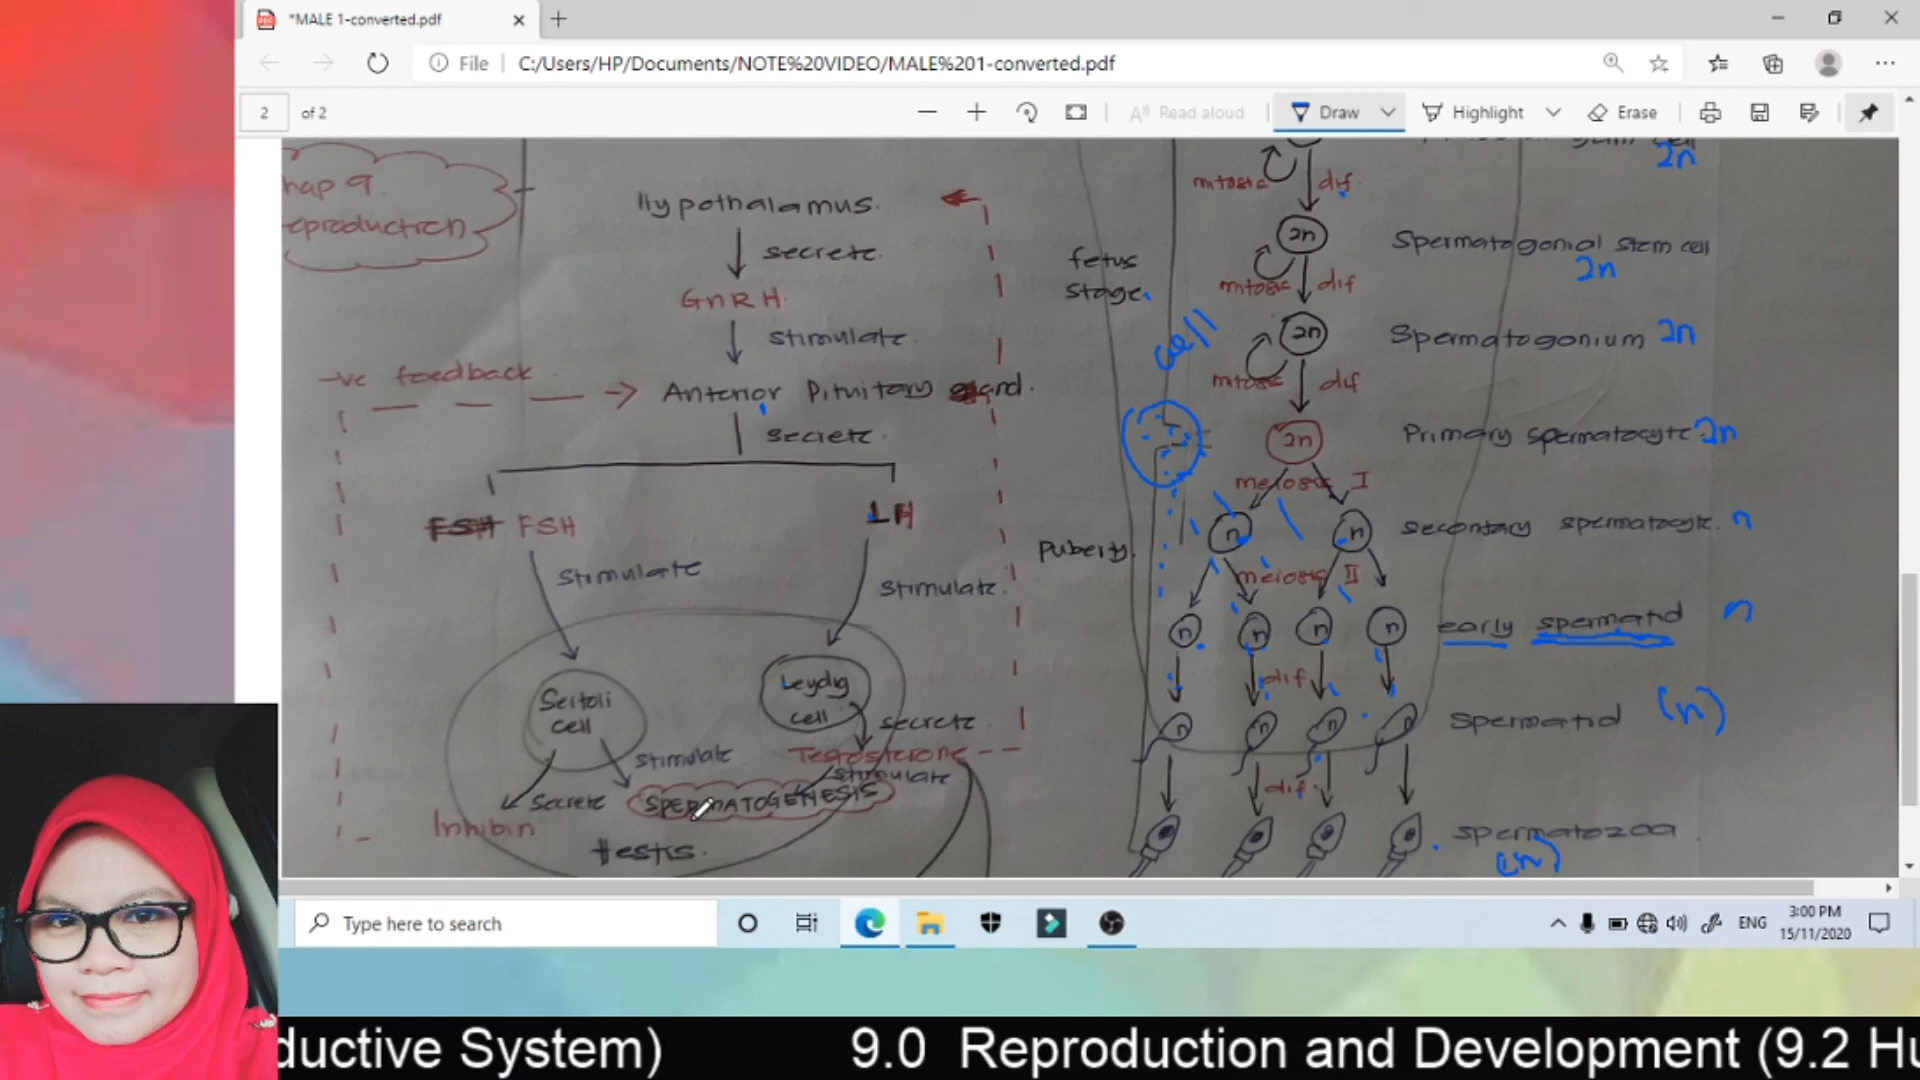 *MALE 1-converted.pdf
File C:/Users/HP/Documents/NOTE%20VIDEO/MALE%201-converted.pdf
2 of 2
Read aloud
Draw
Highlight
Erase
hap 9
eproduction
Hypothalamus.
secrete.
GnRH.
stimulate.
-ve feedback
Anterior Pituitary gland.
secrete.
FSH FSH
LH
stimulate
stimulate.
Sertoli
cell
Leydig
cell
secrete.
stimulate
Testosterone
stimulate
secrete
SPERMATOGENESIS
Inhibin
testis.
2n
mitosis
dif
fetus
stage.
2n
Spermatogonial stem cell
2n
mitosis
dif
cell
2n
Spermatogonium 2n
mitosis
dif
2n
Primary spermatocyte 2n
meiosis I
n n
secondary spermatocyte. n
Puberty.
meiosis II
n n n n
early spermatid n
dif
n n n n
spermatid (n)
dif
spermatozoa
(n)
Type here to search
ENG
3:00 PM
15/11/2020
ductive System) 9.0 Reproduction and Development (9.2 Hu